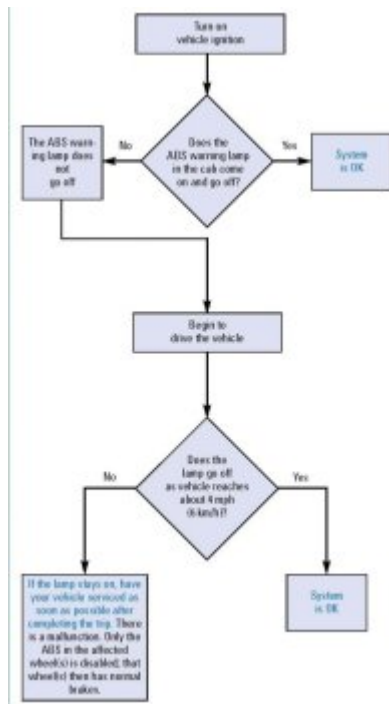 Turn on
vehicle ignition
Does the
ABS warning lamp
in the cab come
on and go off?
No
Yes
The ABS warn-
ing lamp does
not
go off
System
is OK
Begin to
drive the vehicle
Does the
lamp go off
as vehicle reaches
about 4 mph
(6 km/h)?
No
Yes
If the lamp stays on, have
your vehicle serviced as
soon as possible after
completing the trip. There
is a malfunction. Only the
ABS in the affected
wheel(s) is disabled; that
wheel(s) then has normal
brakes.
System
is OK